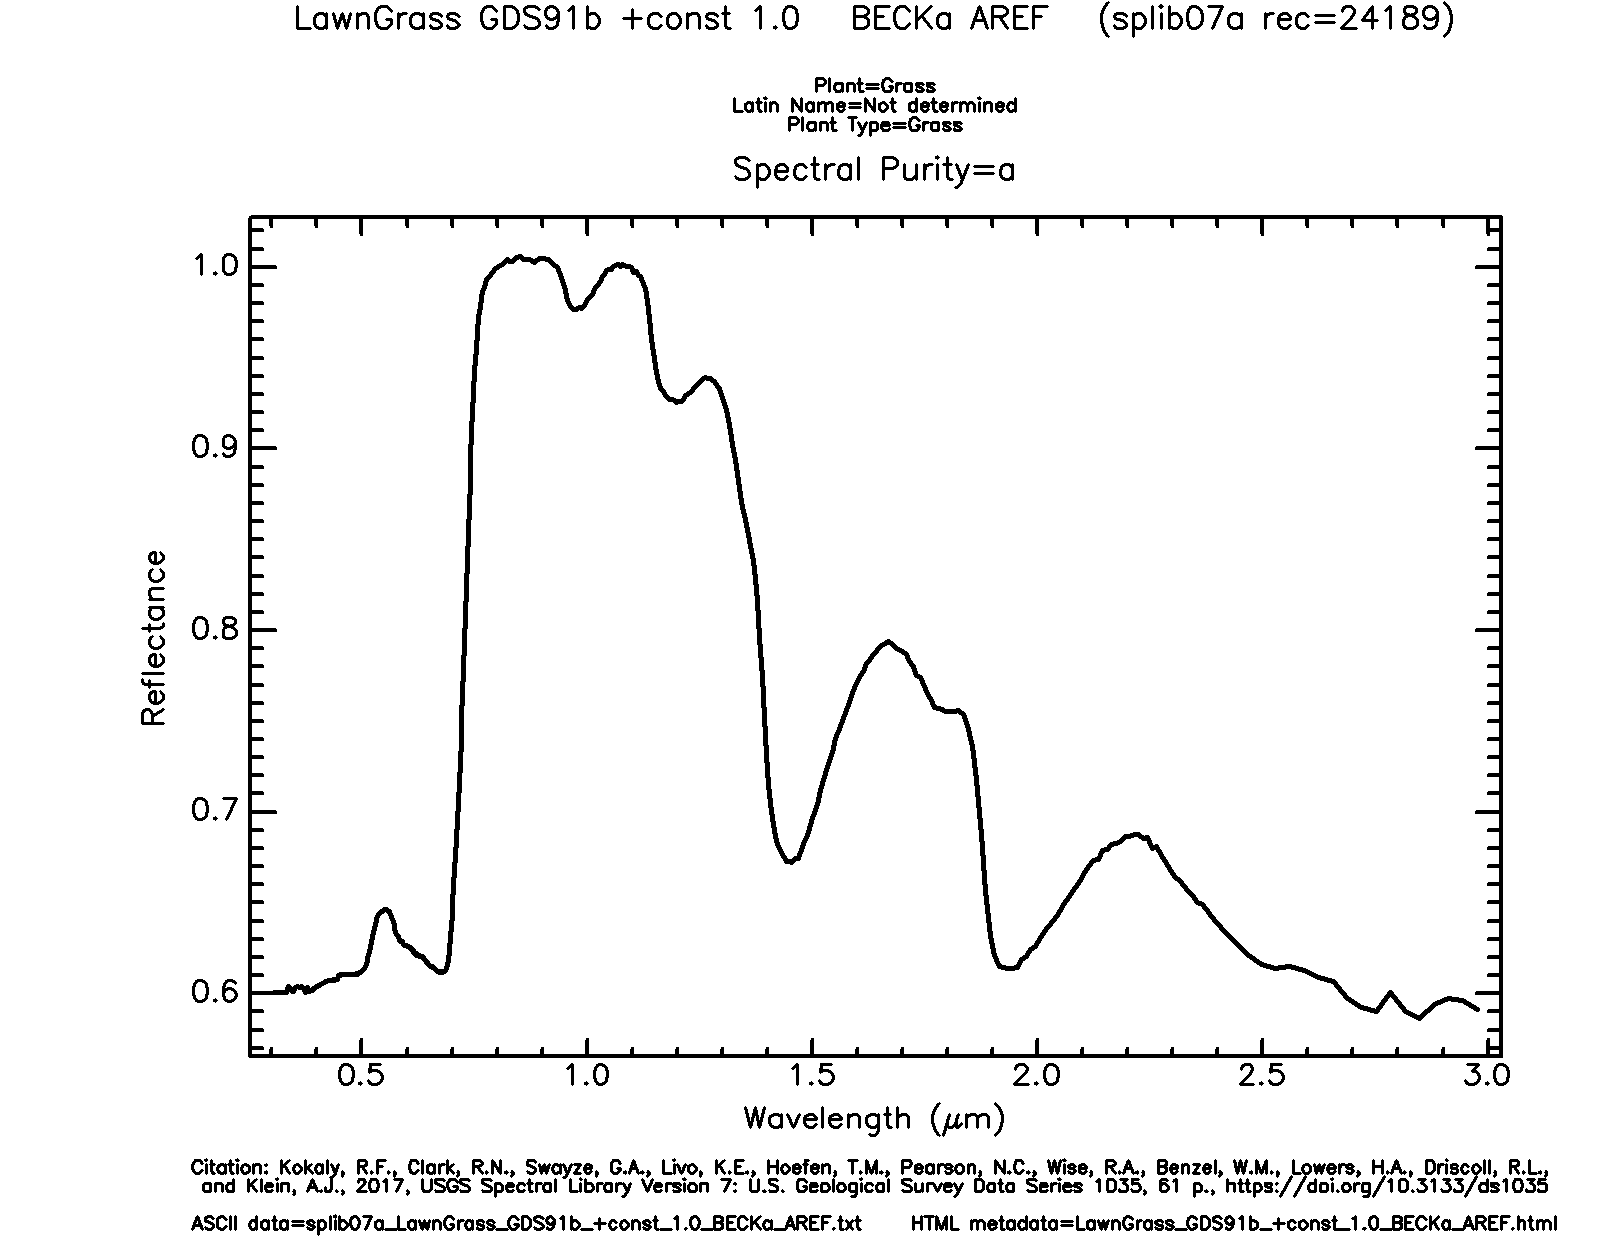 LawnGrass GDS91b +const 1.0 BECKa AREF (splib07a rec=24189)
Plant=Grass
Latin Name=Not determined
Plant Type=Grass
Spectral Purity=a
1.0
0.9
0.8
0.7
0.6
Reflectance
0.5 1.0 1.5 2.0 2.5 3.0
Wavelength (μm)
Citation: Kokaly, R.F., Clark, R.N., Swayze, G.A., Livo, K.E., Hoefen, T.M., Pearson, N.C., Wise, R.A., Benzel, W.M., Lowers, H.A., Driscoll, R.L.,
and Klein, A.J., 2017, USGS Spectral Library Version 7: U.S. Geological Survey Data Series 1035, 61 p., https://doi.org/10.3133/ds1035
ASCII data=splib07a_LawnGrass_GDS91b_+const_1.0_BECKa_AREF.txt HTML metadata=LawnGrass_GDS91b_+const_1.0_BECKa_AREF.html